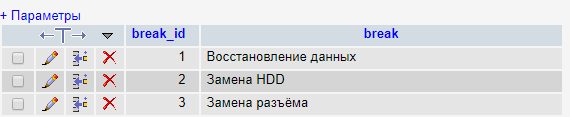 + Параметры
break_id break
1 Восстановление данных
2 Замена HDD
3 Замена разъёма